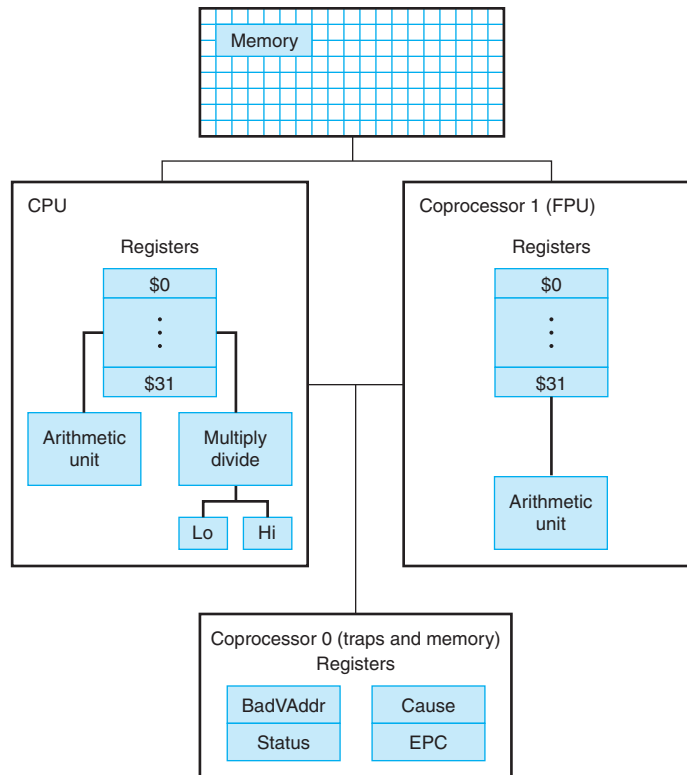 Memory
CPU
Registers
$0
$31
Arithmetic
unit
Multiply
divide
Lo
Hi
Coprocessor 1 (FPU)
Registers
$0
$31
Arithmetic
unit
Coprocessor 0 (traps and memory)
Registers
BadVAddr
Cause
Status
EPC